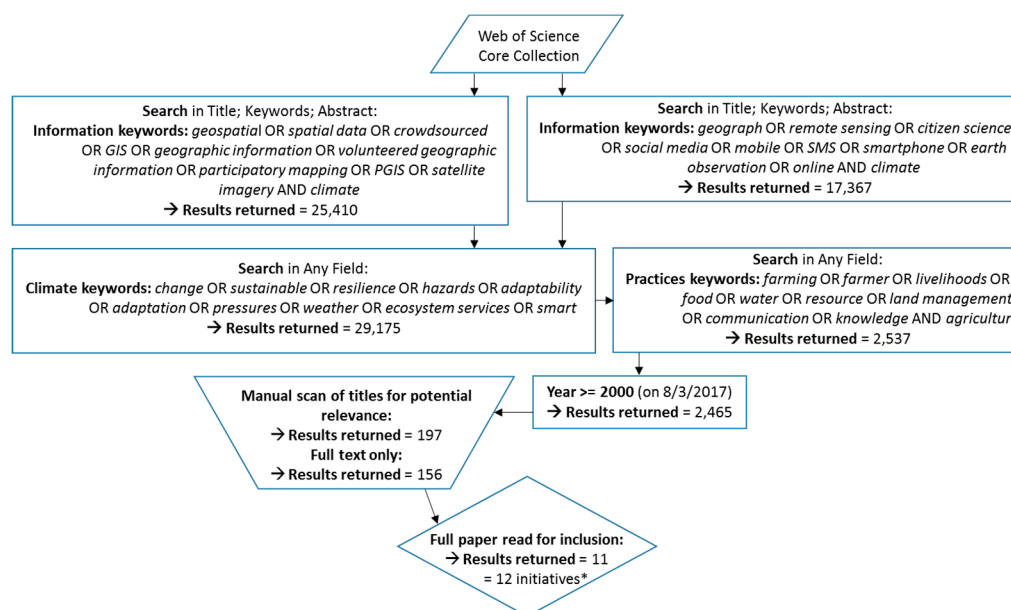 Web of Science
Core Collection
Search in Title; Keywords; Abstract:
Information keywords: geospatial OR spatial data OR crowdsourced
OR GIS OR geographic information OR volunteered geographic
information OR participatory mapping OR PGIS OR satellite
imagery AND climate
→ Results returned = 25,410
Search in Title; Keywords; Abstract:
Information keywords: geograph OR remote sensing OR citizen science
OR social media OR mobile OR SMS OR smartphone OR earth
observation OR online AND climate
→ Results returned = 17,367
Search in Any Field:
Climate keywords: change OR sustainable OR resilience OR hazards OR adaptability
OR adaptation OR pressures OR weather OR ecosystem services OR smart
→ Results returned = 29,175
Search in Any Field:
Practices keywords: farming OR farmer OR livelihoods OR
food OR water OR resource OR land management
OR communication OR knowledge AND agricultur
→ Results returned = 2,537
Year >= 2000 (on 8/3/2017)
→ Results returned = 2,465
Manual scan of titles for potential
relevance:
→ Results returned = 197
Full text only:
→ Results returned = 156
Full paper read for inclusion:
→ Results returned = 11
= 12 initiatives*